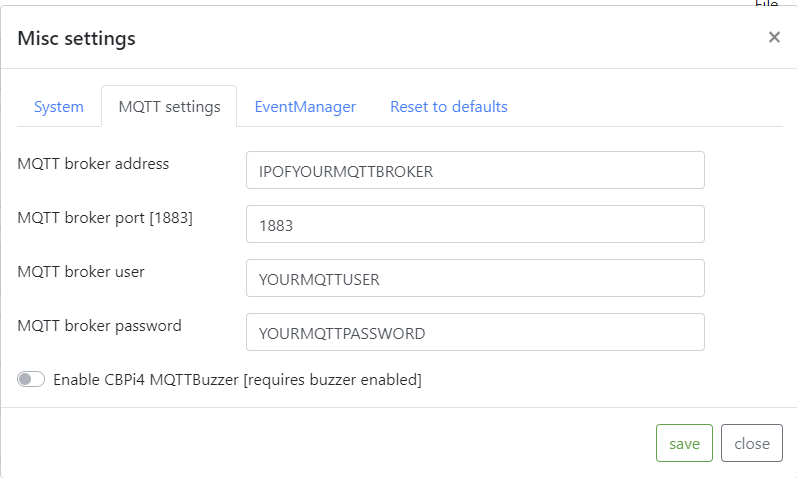 File
Misc settings ×
System MQTT settings EventManager Reset to defaults
MQTT broker address IPOFYOURMQTTBROKER
MQTT broker port [1883] 1883
MQTT broker user YOURMQTTUSER
MQTT broker password YOURMQTTPASSWORD
Enable CBPi4 MQTTBuzzer [requires buzzer enabled]
save close